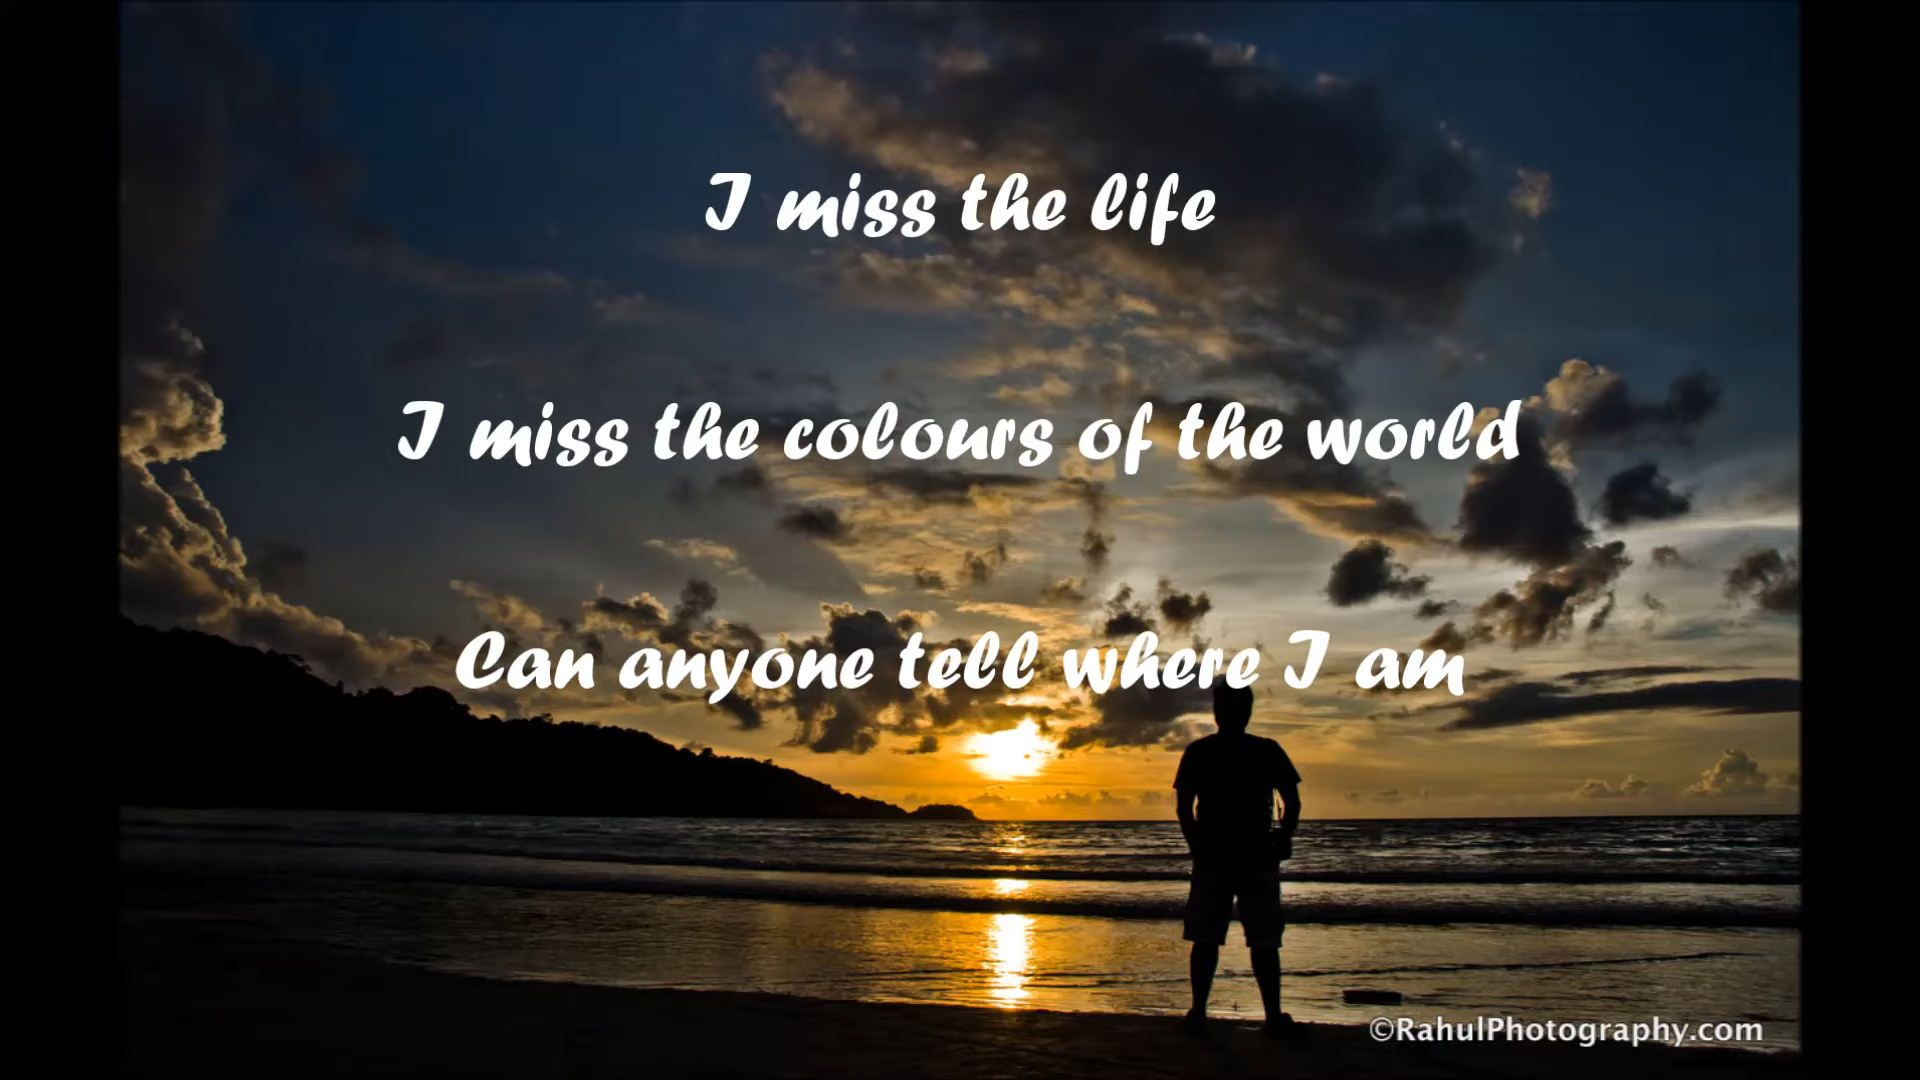 I miss the life
I miss the colours of the world
Can anyone tell where I am
©RahulPhotography.com